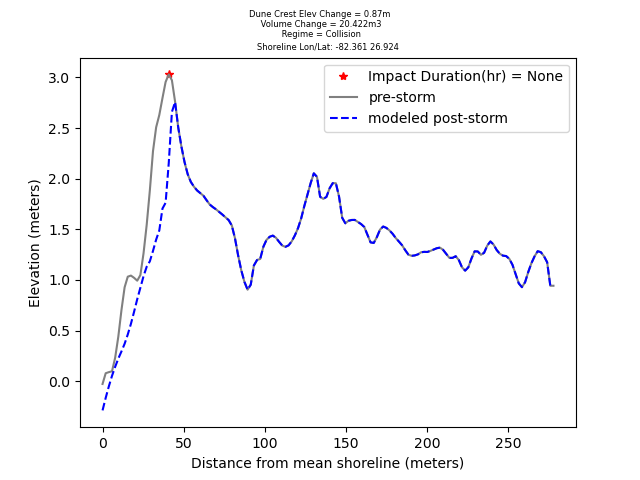 Dune Crest Elev Change = 0.87m
Volume Change = 20.422m3
Regime = Collision
Shoreline Lon/Lat: -82.361 26.924
Impact Duration(hr) = None
pre-storm
modeled post-storm
Elevation (meters)
3.0
2.5
2.0
1.5
1.0
0.5
0.0
0 50 100 150 200 250
Distance from mean shoreline (meters)